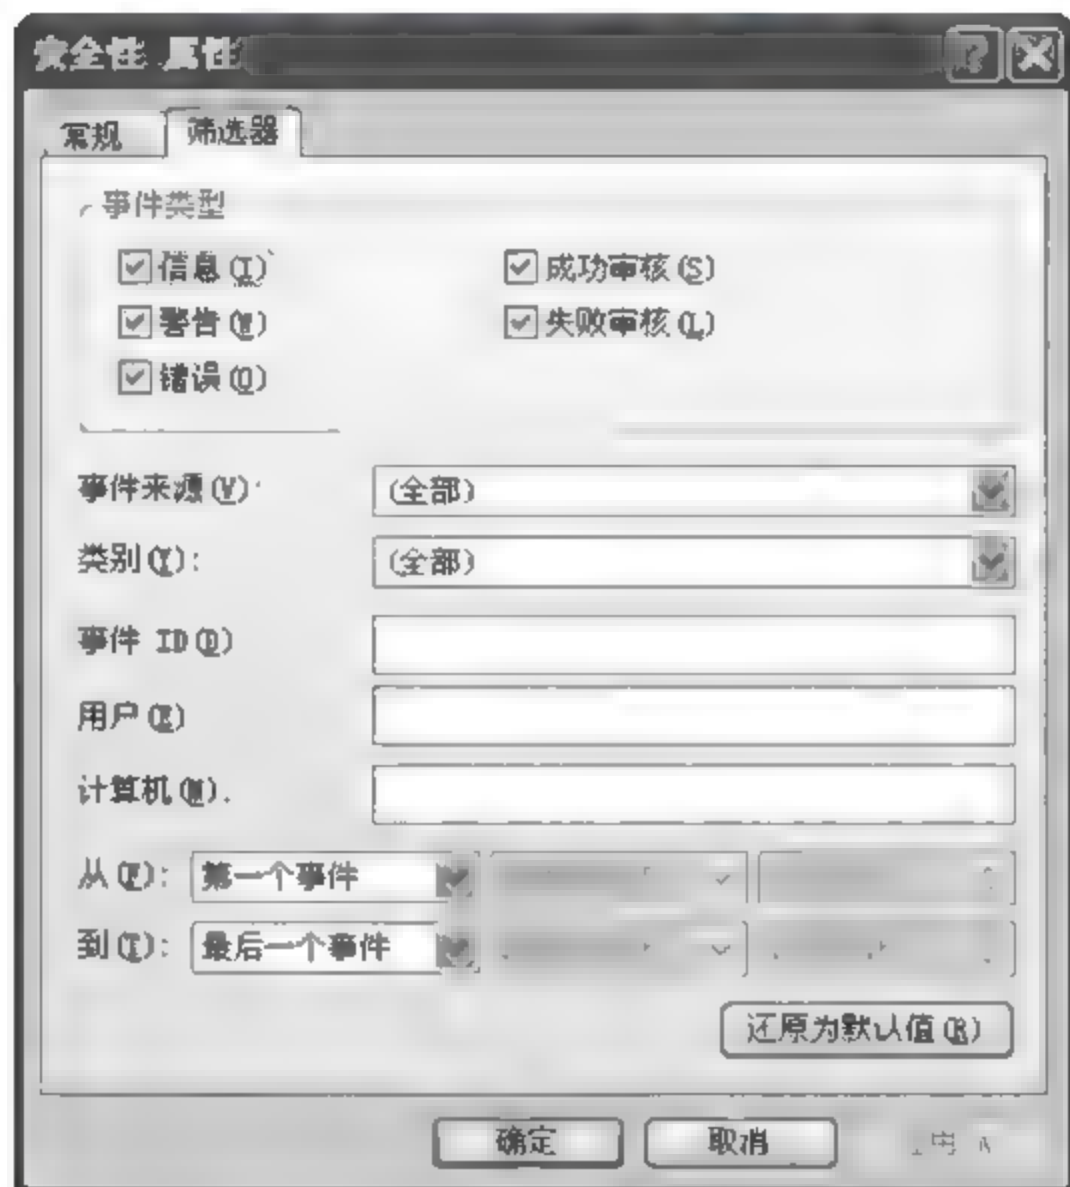 安全性 属性
常规 筛选器
事件类型
信息(I) 成功审核(S)
警告(W) 失败审核(L)
错误(O)
事件来源(V): (全部)
类别(Y): (全部)
事件 ID(D)
用户(E)
计算机(M).
从(F): 第一个事件
到(T): 最后一个事件
还原为默认值(R)
确定 取消